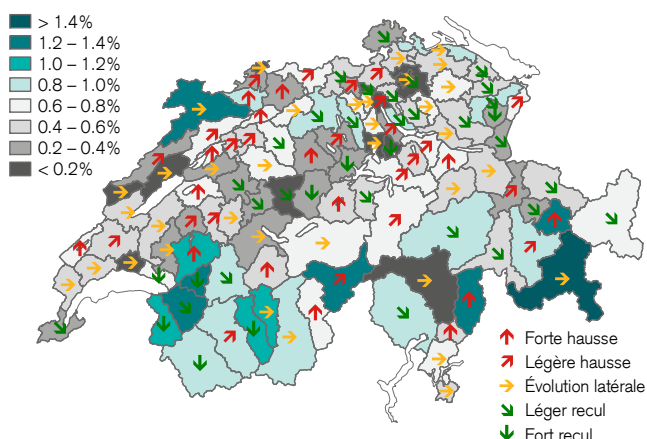 > 1.4%
1.2 – 1.4%
1.0 – 1.2%
0.8 – 1.0%
0.6 – 0.8%
0.4 – 0.6%
0.2 – 0.4%
< 0.2%
Forte hausse
Légère hausse
Évolution latérale
Léger recul
Fort recul